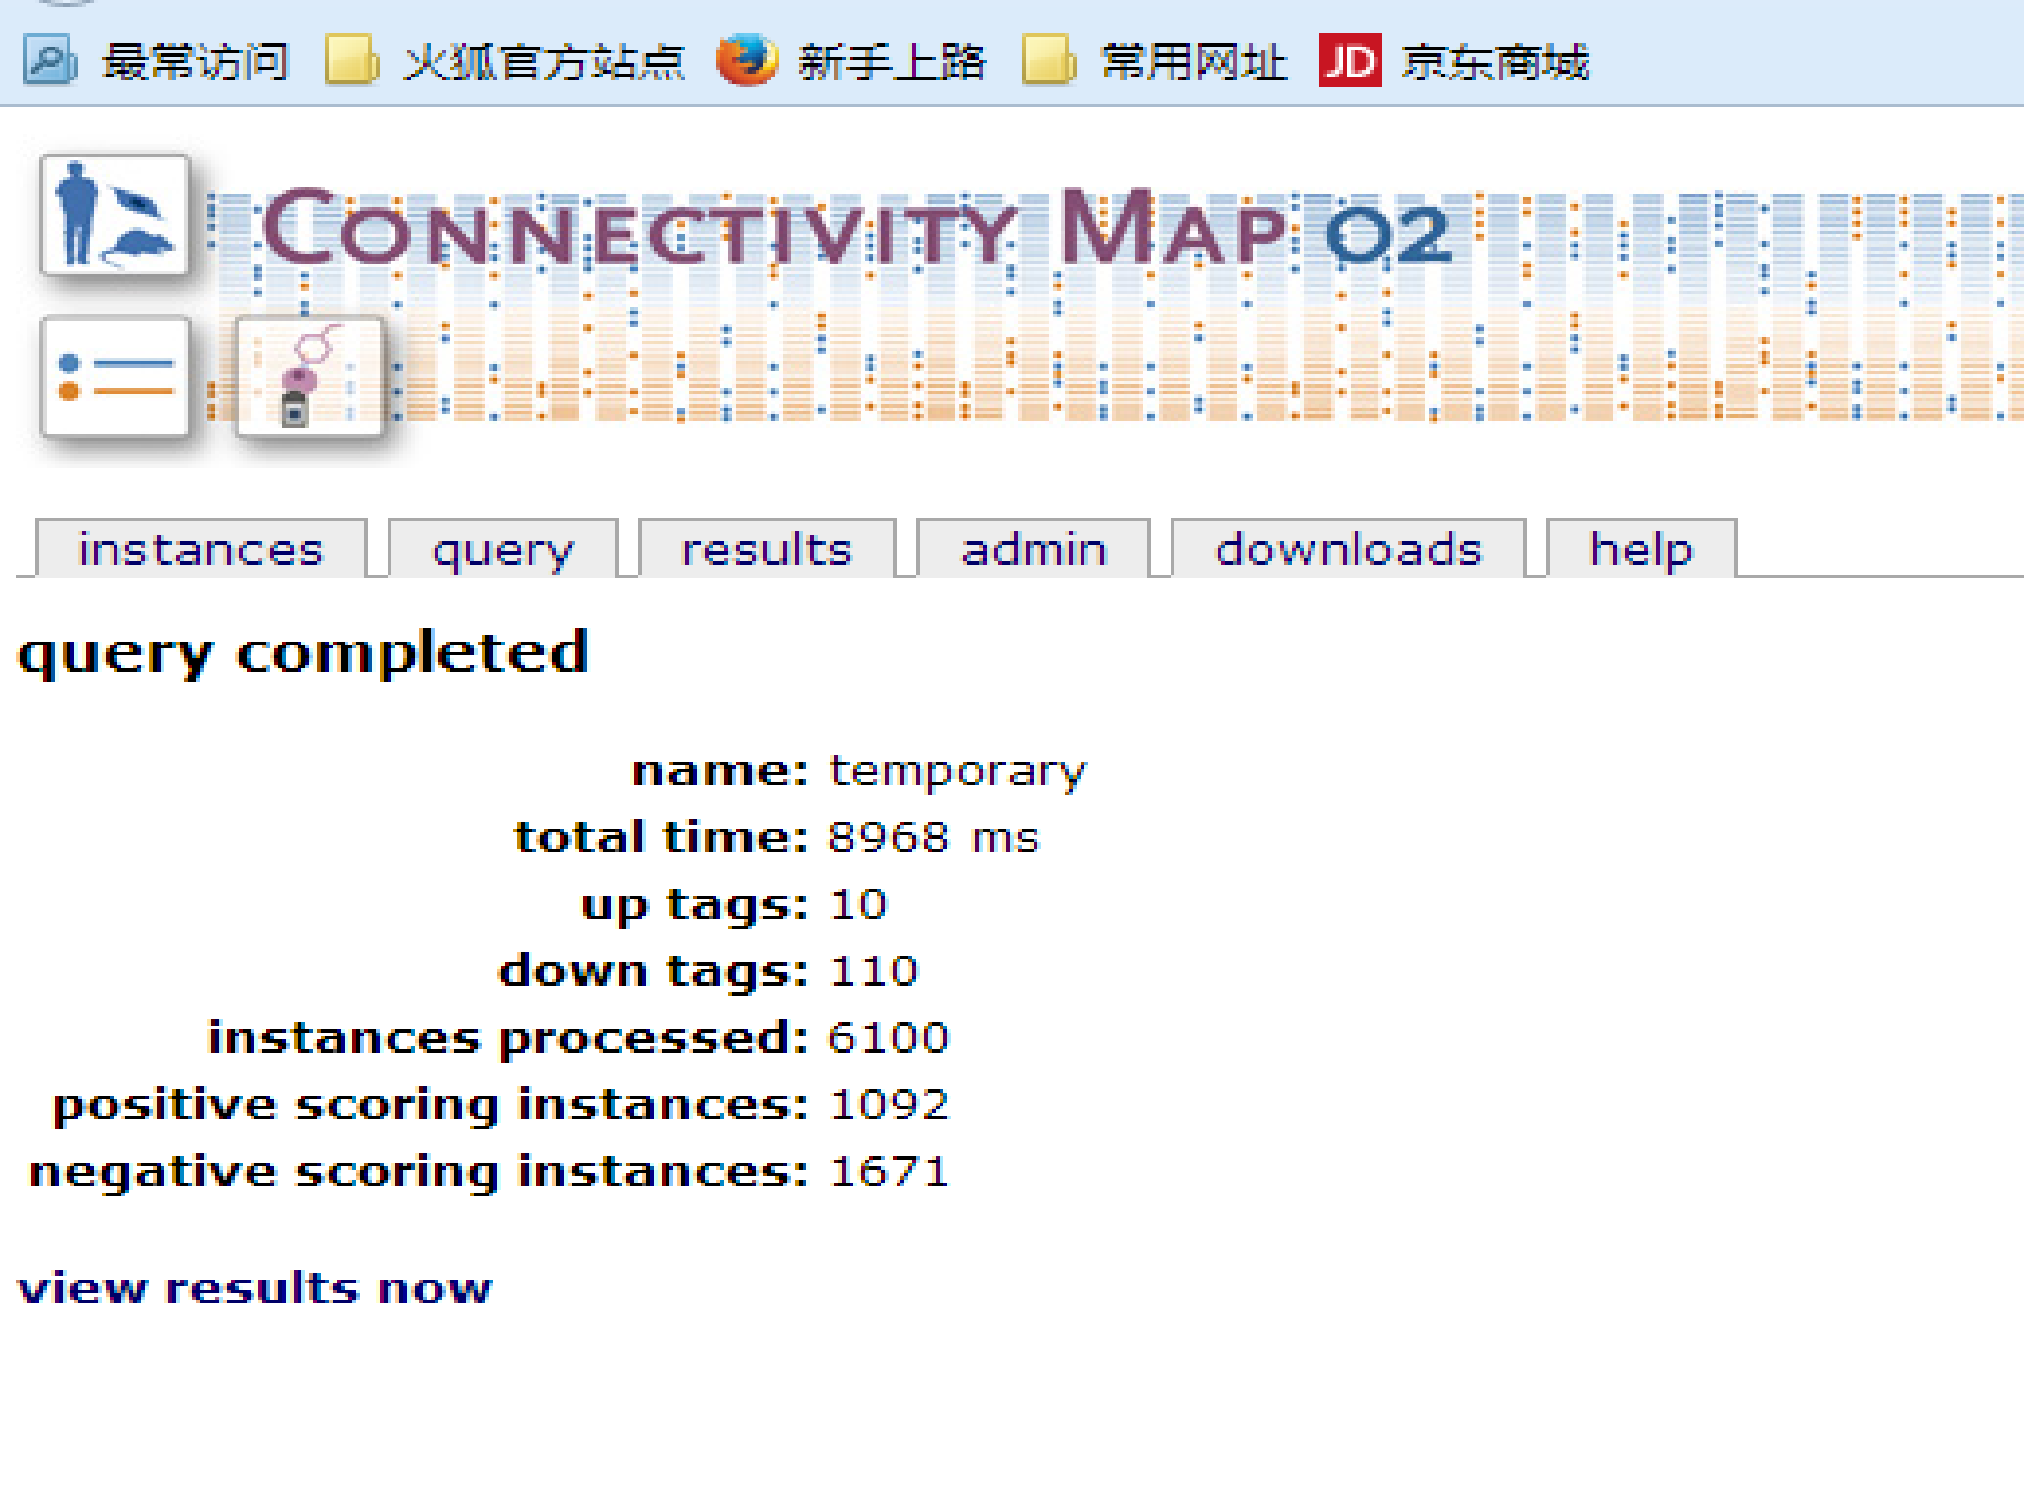 最常访问 火狐官方站点 新手上路 常用网址 JD 京东商城
CONNECTIVITY MAP 02
instances query results admin downloads help
query completed
name: temporary
total time: 8968 ms
up tags: 10
down tags: 110
instances processed: 6100
positive scoring instances: 1092
negative scoring instances: 1671
view results now